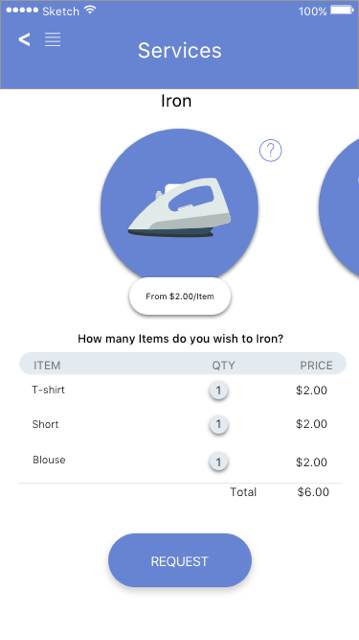 Sketch 100%
<
Services
Iron
?
From $2.00/Item
How many Items do you wish to Iron?
ITEM QTY PRICE
T-shirt 1 $2.00
Short 1 $2.00
Blouse 1 $2.00
Total $6.00
REQUEST